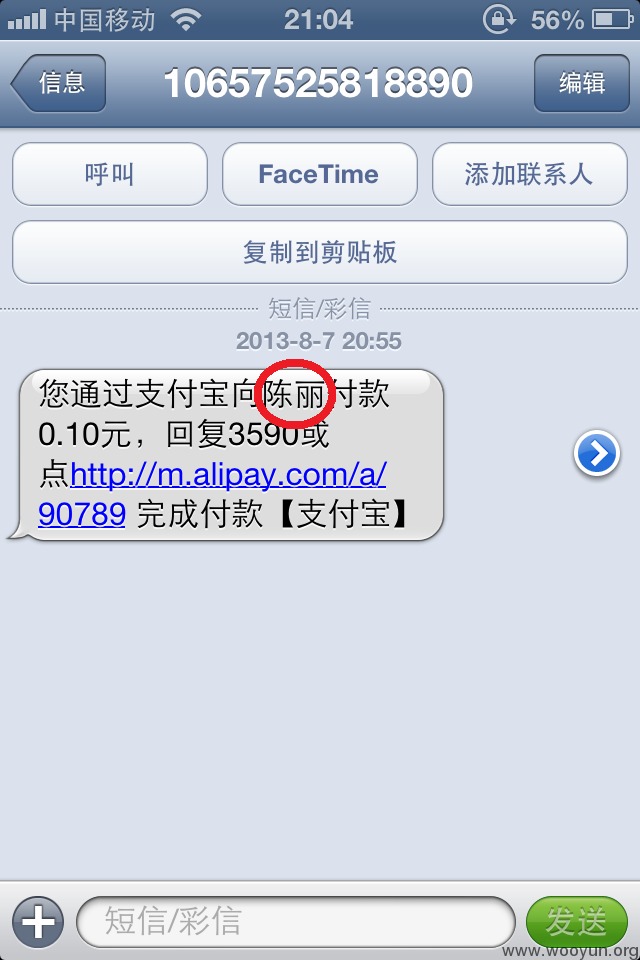 中国移动 21:04 56%
信息 10657525818890 编辑
呼叫 FaceTime 添加联系人
复制到剪贴板
短信/彩信
2013-8-7 20:55
您通过支付宝向陈丽付款
0.10元，回复3590或
点http://m.alipay.com/a/
90789 完成付款【支付宝】
短信/彩信 发送
www.wooyun.org